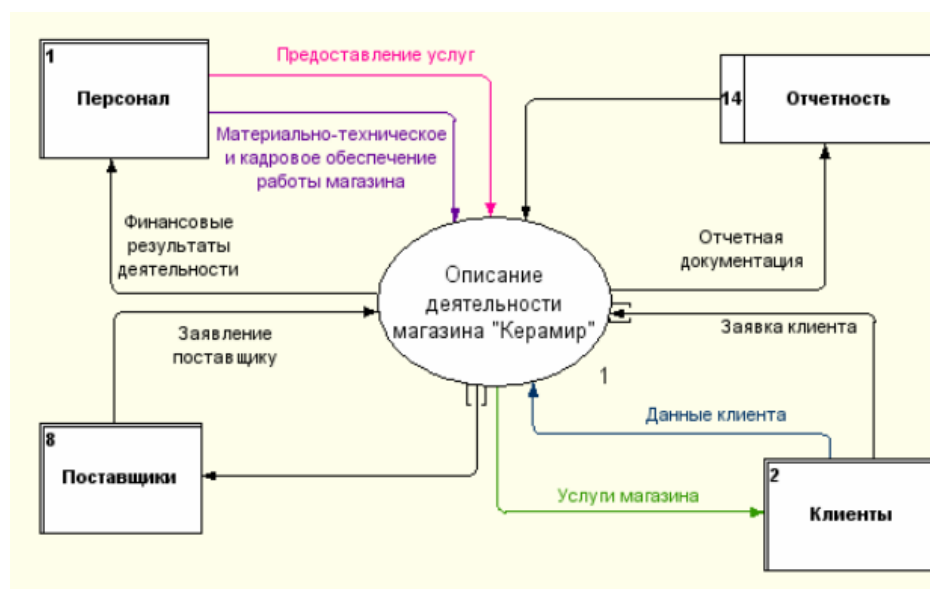 1
Персонал
Предоставление услуг
14
Отчетность
Материально-техническое
и кадровое обеспечение
работы магазина
Финансовые
результаты
деятельности
Отчетная
документация
Описание
деятельности
магазина "Керамир"
1
Заявление
поставщику
Заявка клиента
Данные клиента
8
Поставщики
Услуги магазина
2
Клиенты